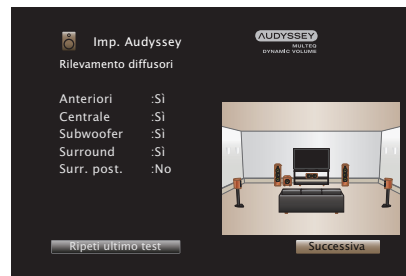 Imp. Audyssey
AUDYSSEY
MULTEQ
DYNAMIC VOLUME
Rilevamento diffusori
Anteriori :Sì
Centrale :Sì
Subwoofer :Sì
Surround :Sì
Surr. post. :No
Ripeti ultimo test
Successiva